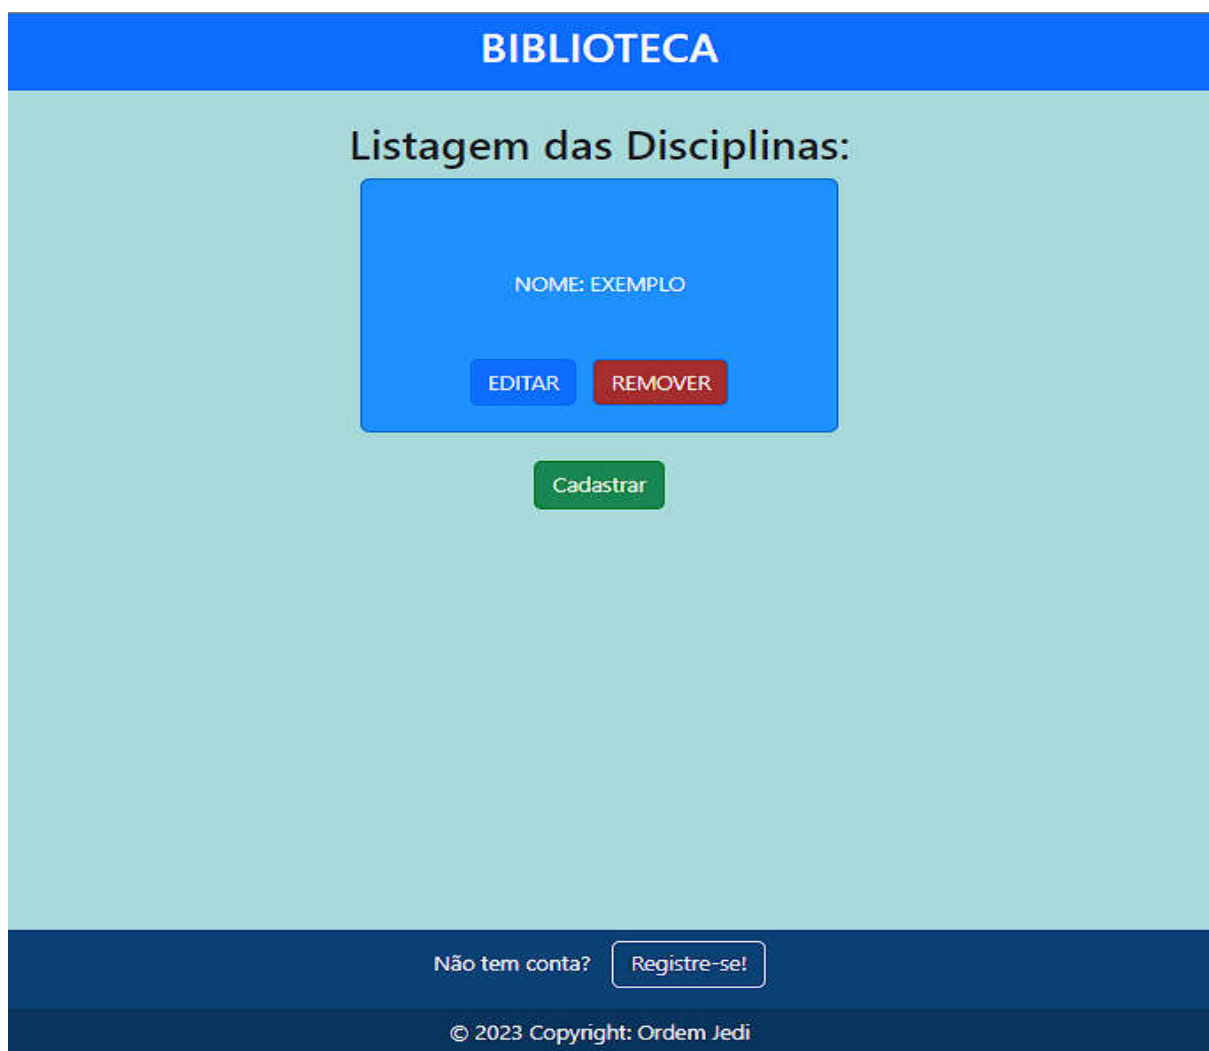 BIBLIOTECA
Listagem das Disciplinas:
NOME: EXEMPLO
EDITAR REMOVER
Cadastrar
Não tem conta? Registre-se!
© 2023 Copyright: Ordem Jedi